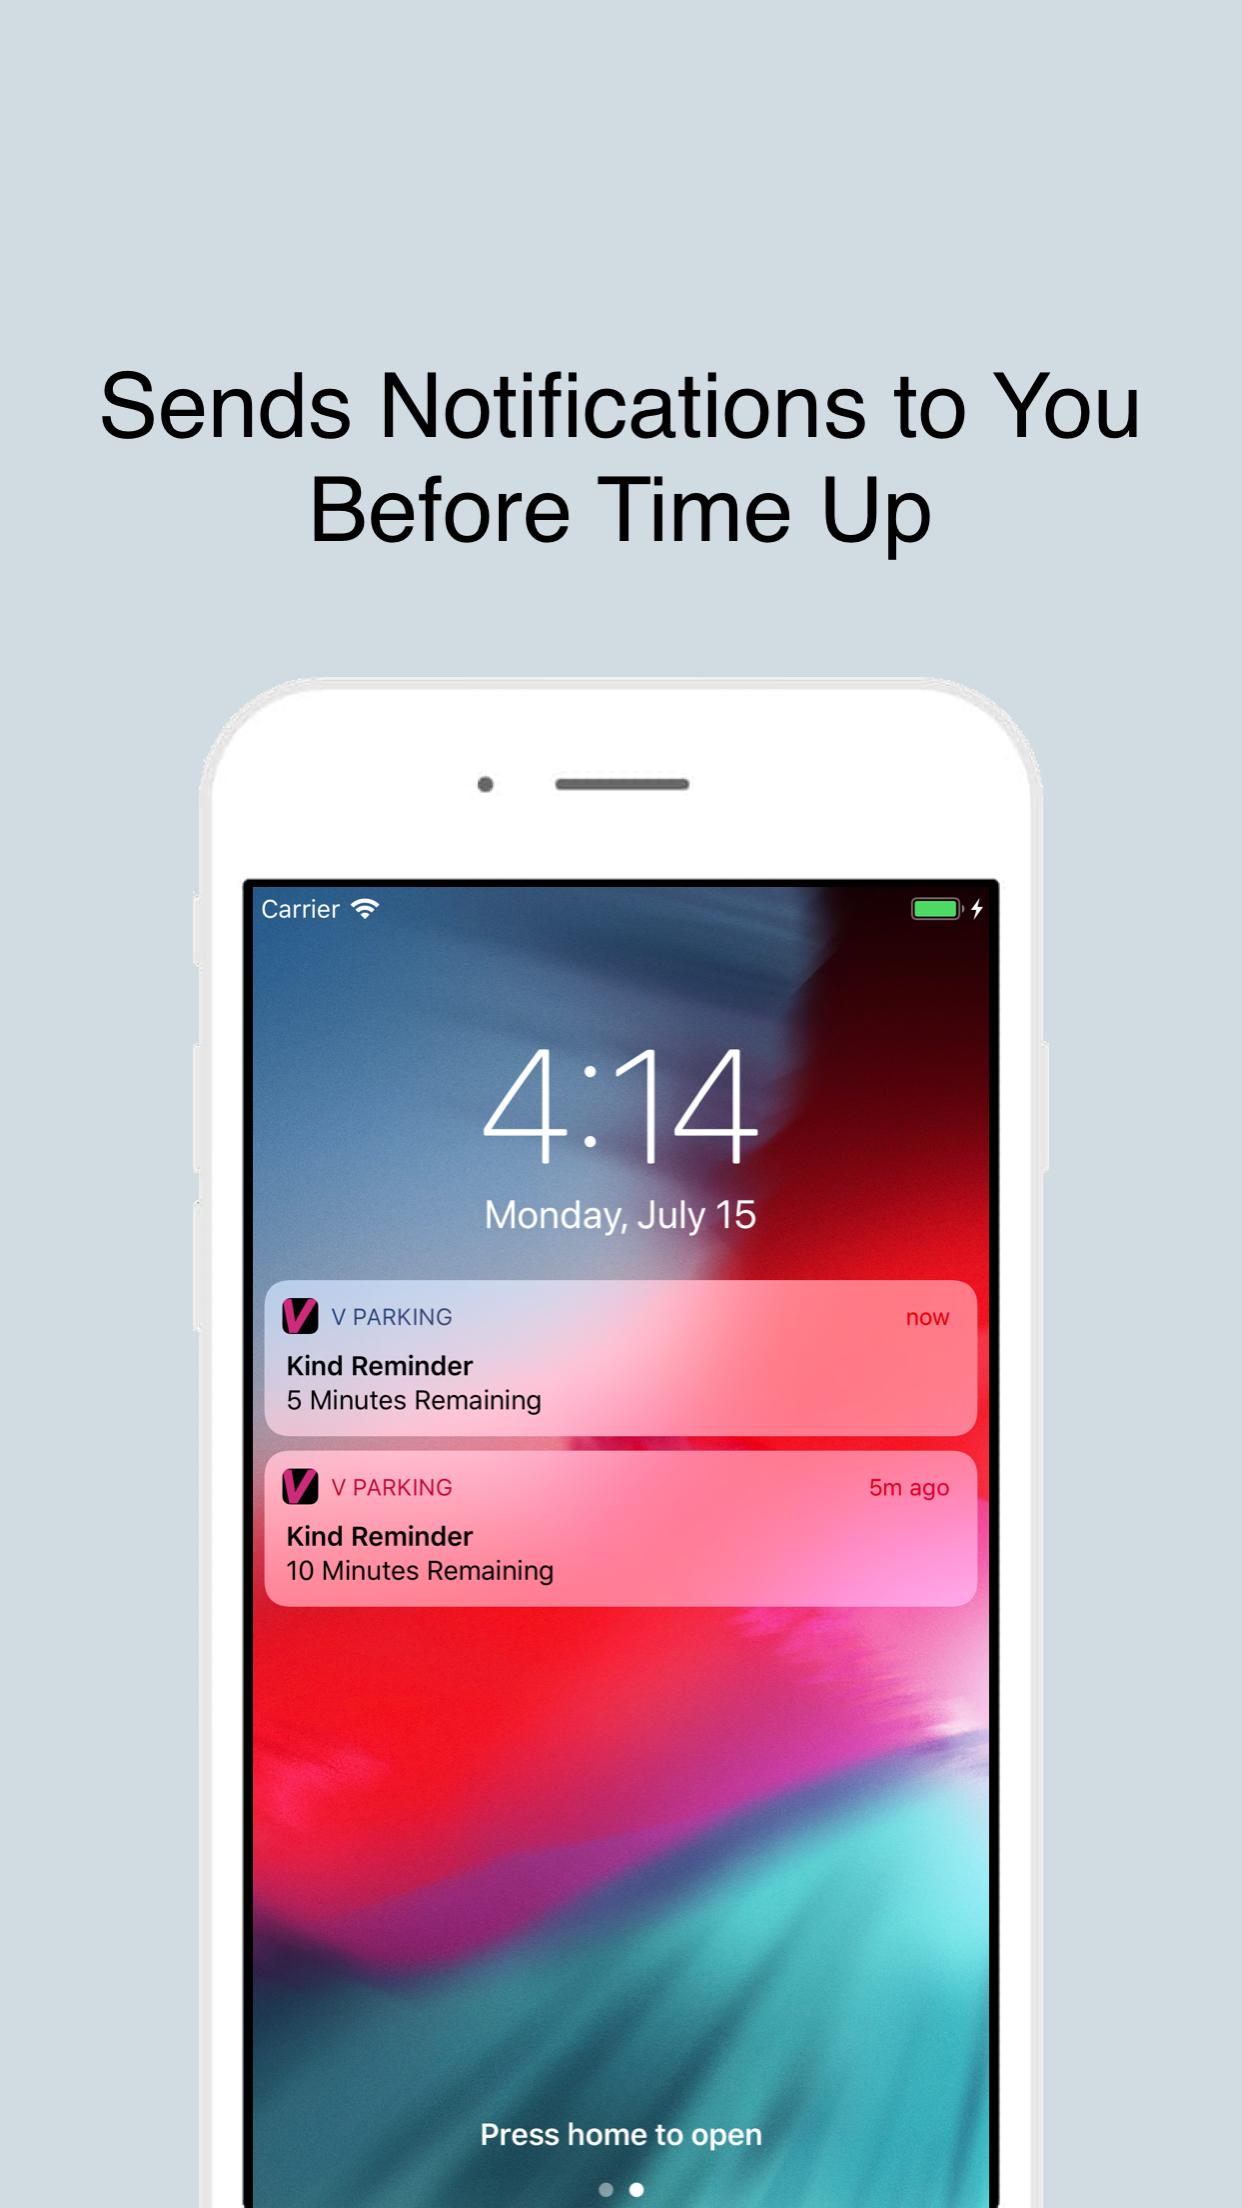 Sends Notifications to You
Before Time Up
Carrier
4:14
Monday, July 15
V PARKING now
Kind Reminder
5 Minutes Remaining
V PARKING 5m ago
Kind Reminder
10 Minutes Remaining
Press home to open